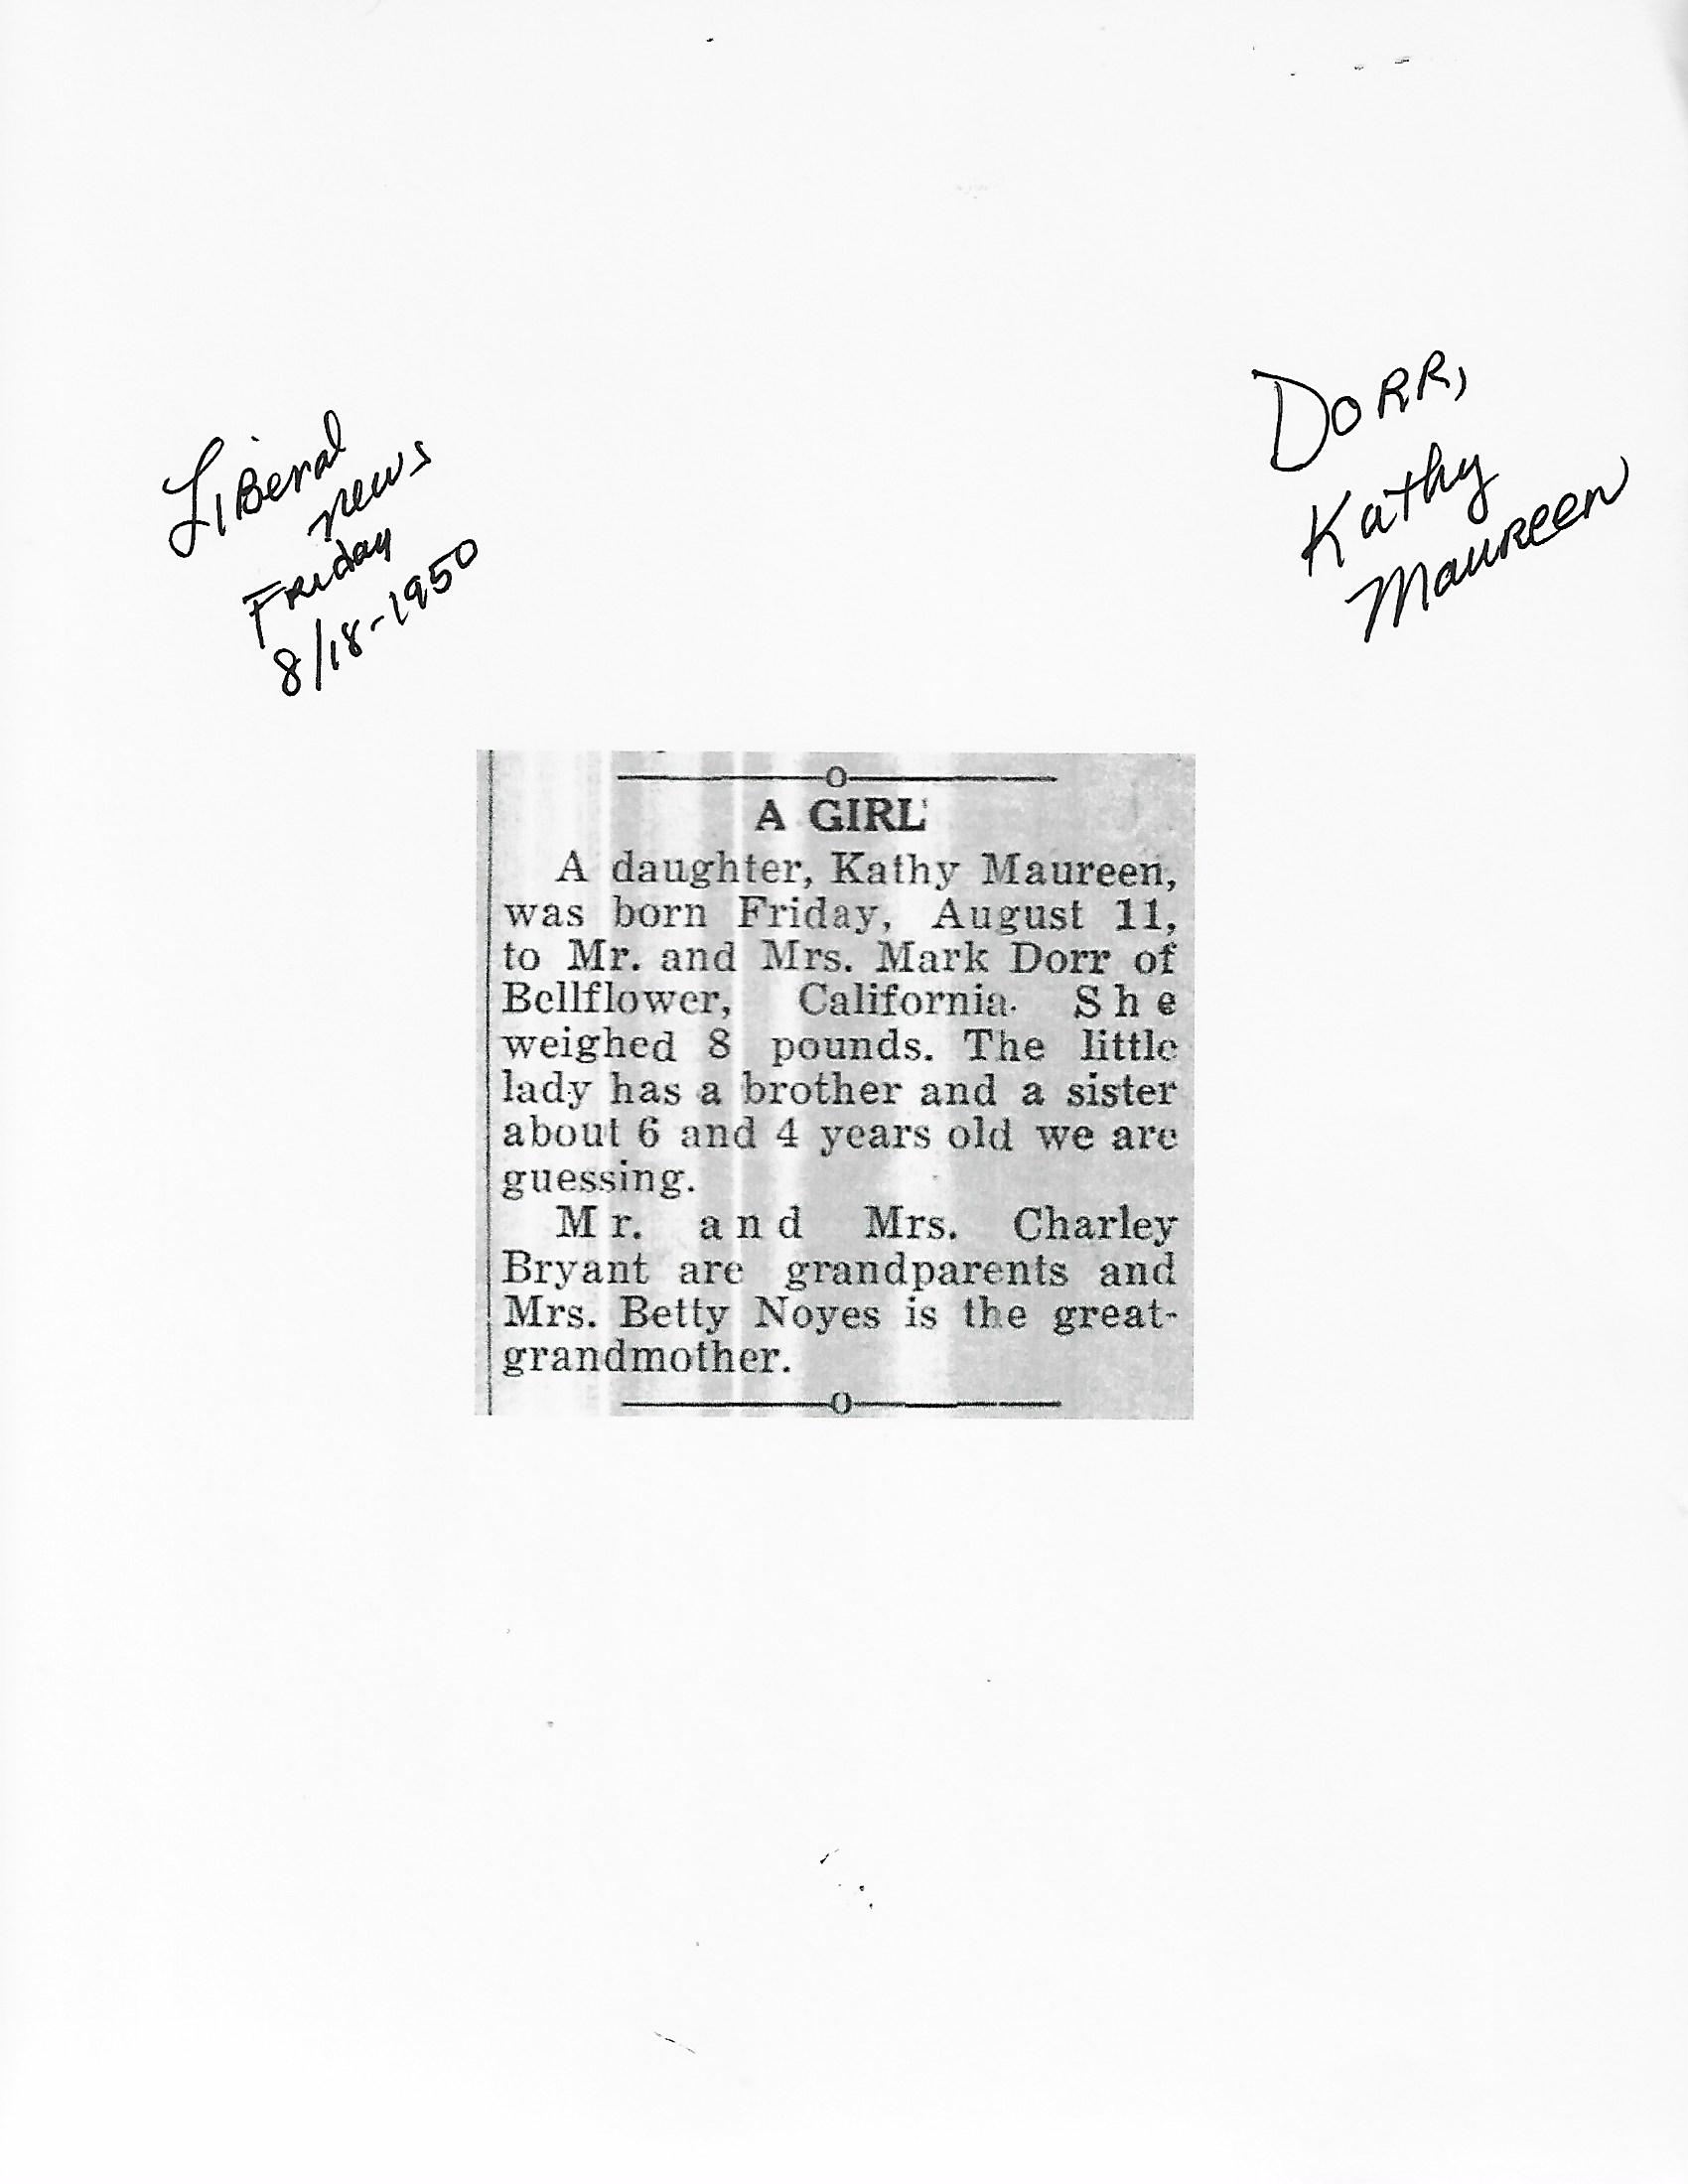 Liberal
news
Friday
8/18-1950
DORR,
Kathy
Maureen
A GIRL
A daughter, Kathy Maureen,
was born Friday, August 11,
to Mr. and Mrs. Mark Dorr of
Bellflower, California. She
weighed 8 pounds. The little
lady has a brother and a sister
about 6 and 4 years old we are
guessing.
Mr. and Mrs. Charley
Bryant are grandparents and
Mrs. Betty Noyes is the great-
grandmother.